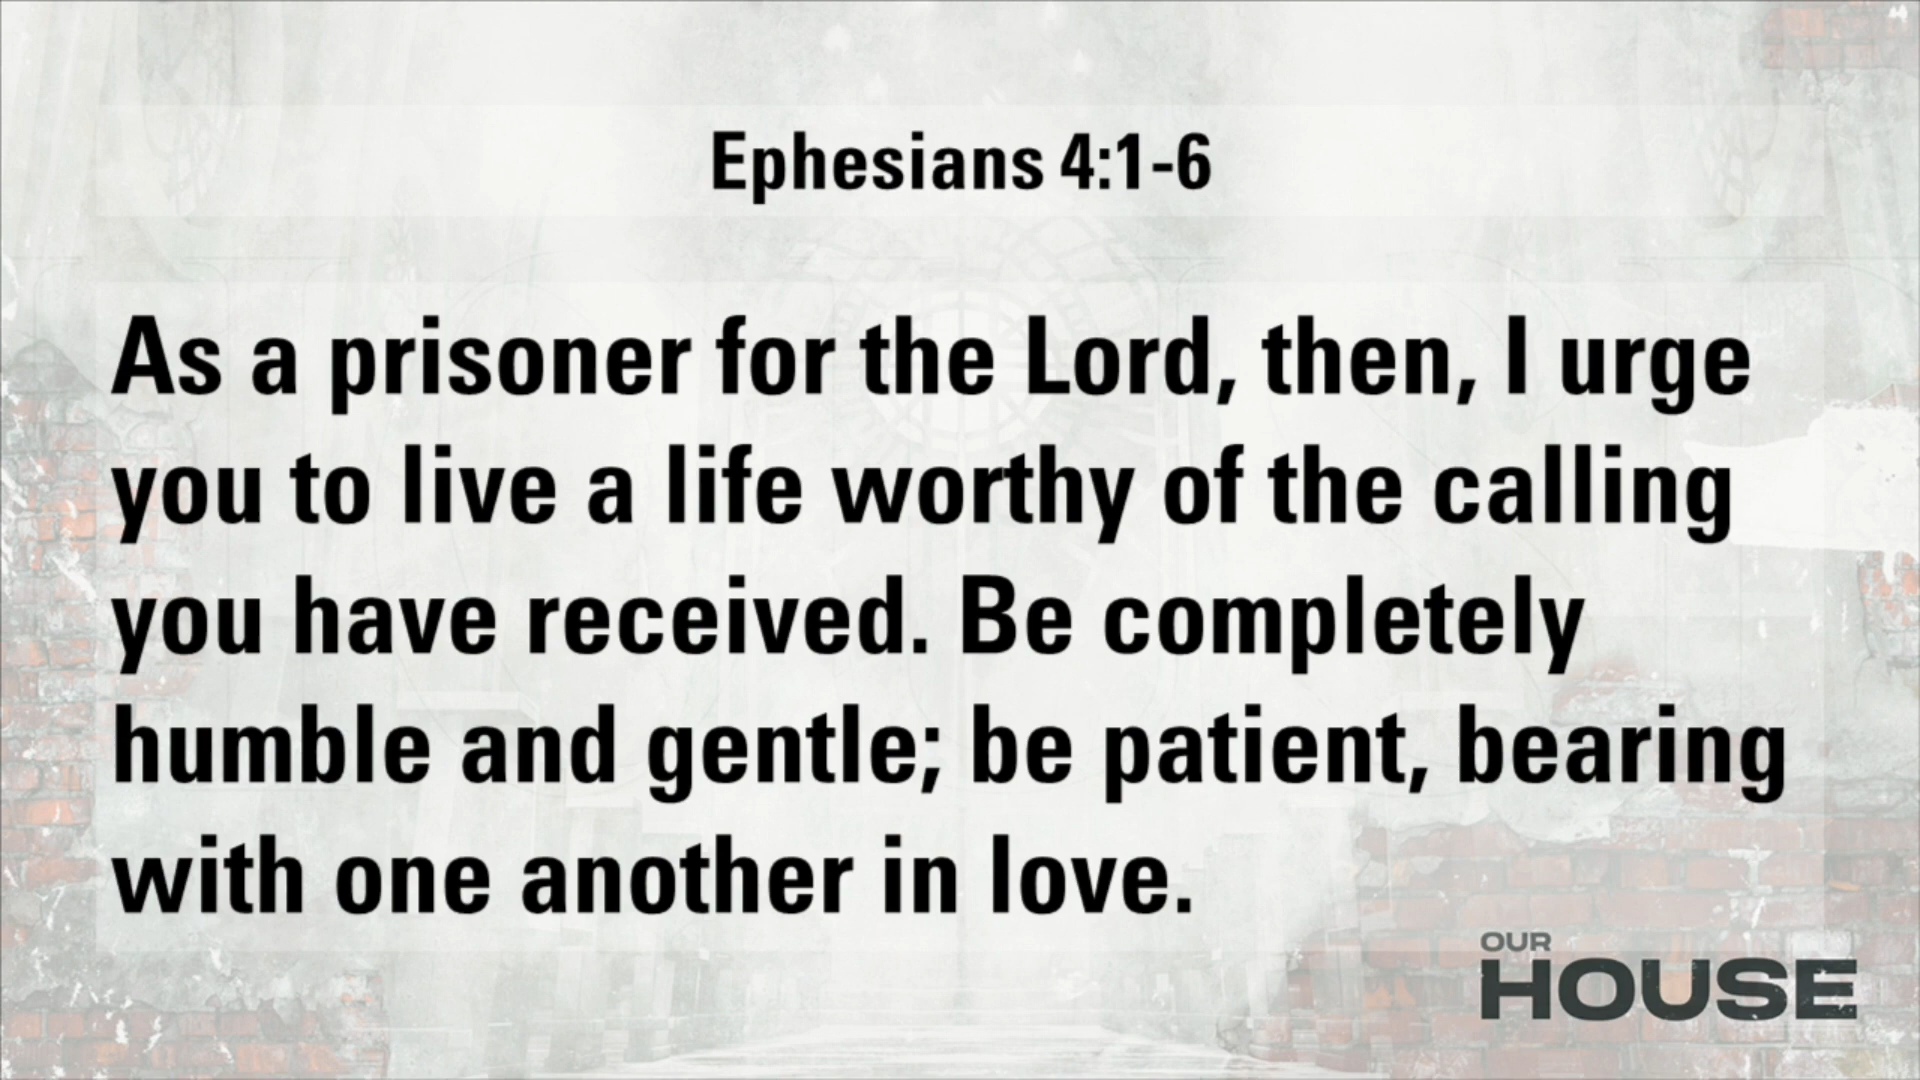 Ephesians 4:1-6
As a prisoner for the Lord, then, I urge
you to live a life worthy of the calling
you have received. Be completely
humble and gentle; be patient, bearing
with one another in love.
OUR
HOUSE